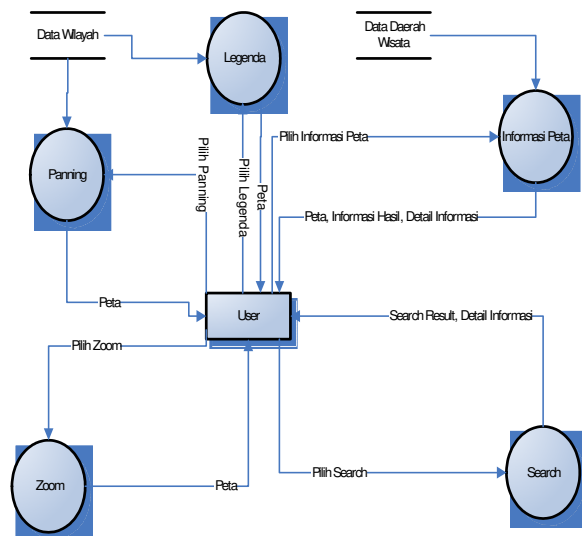 Data Wilayah
Legenda
Data Daerah
Wisata
Panning
Pilih Panning
Pilih Legenda
Peta
Pilih Informasi Peta
Informasi Peta
Peta, Informasi Hasil, Detail Informasi
Peta
User
Search Result, Detail Informasi
Pilih Zoom
Zoom
Peta
Pilih Search
Search